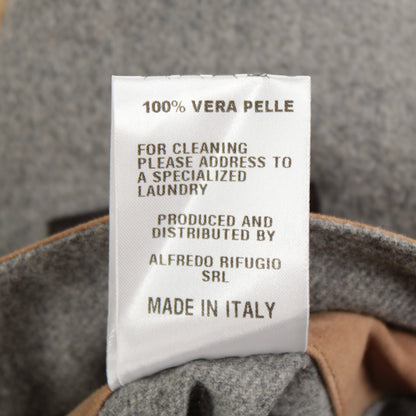 100% VERA PELLE
FOR CLEANING
PLEASE ADDRESS TO
A SPECIALIZED
LAUNDRY
PRODUCED AND
DISTRIBUTED BY
ALFREDO RIFUGIO
SRL
MADE IN ITALY